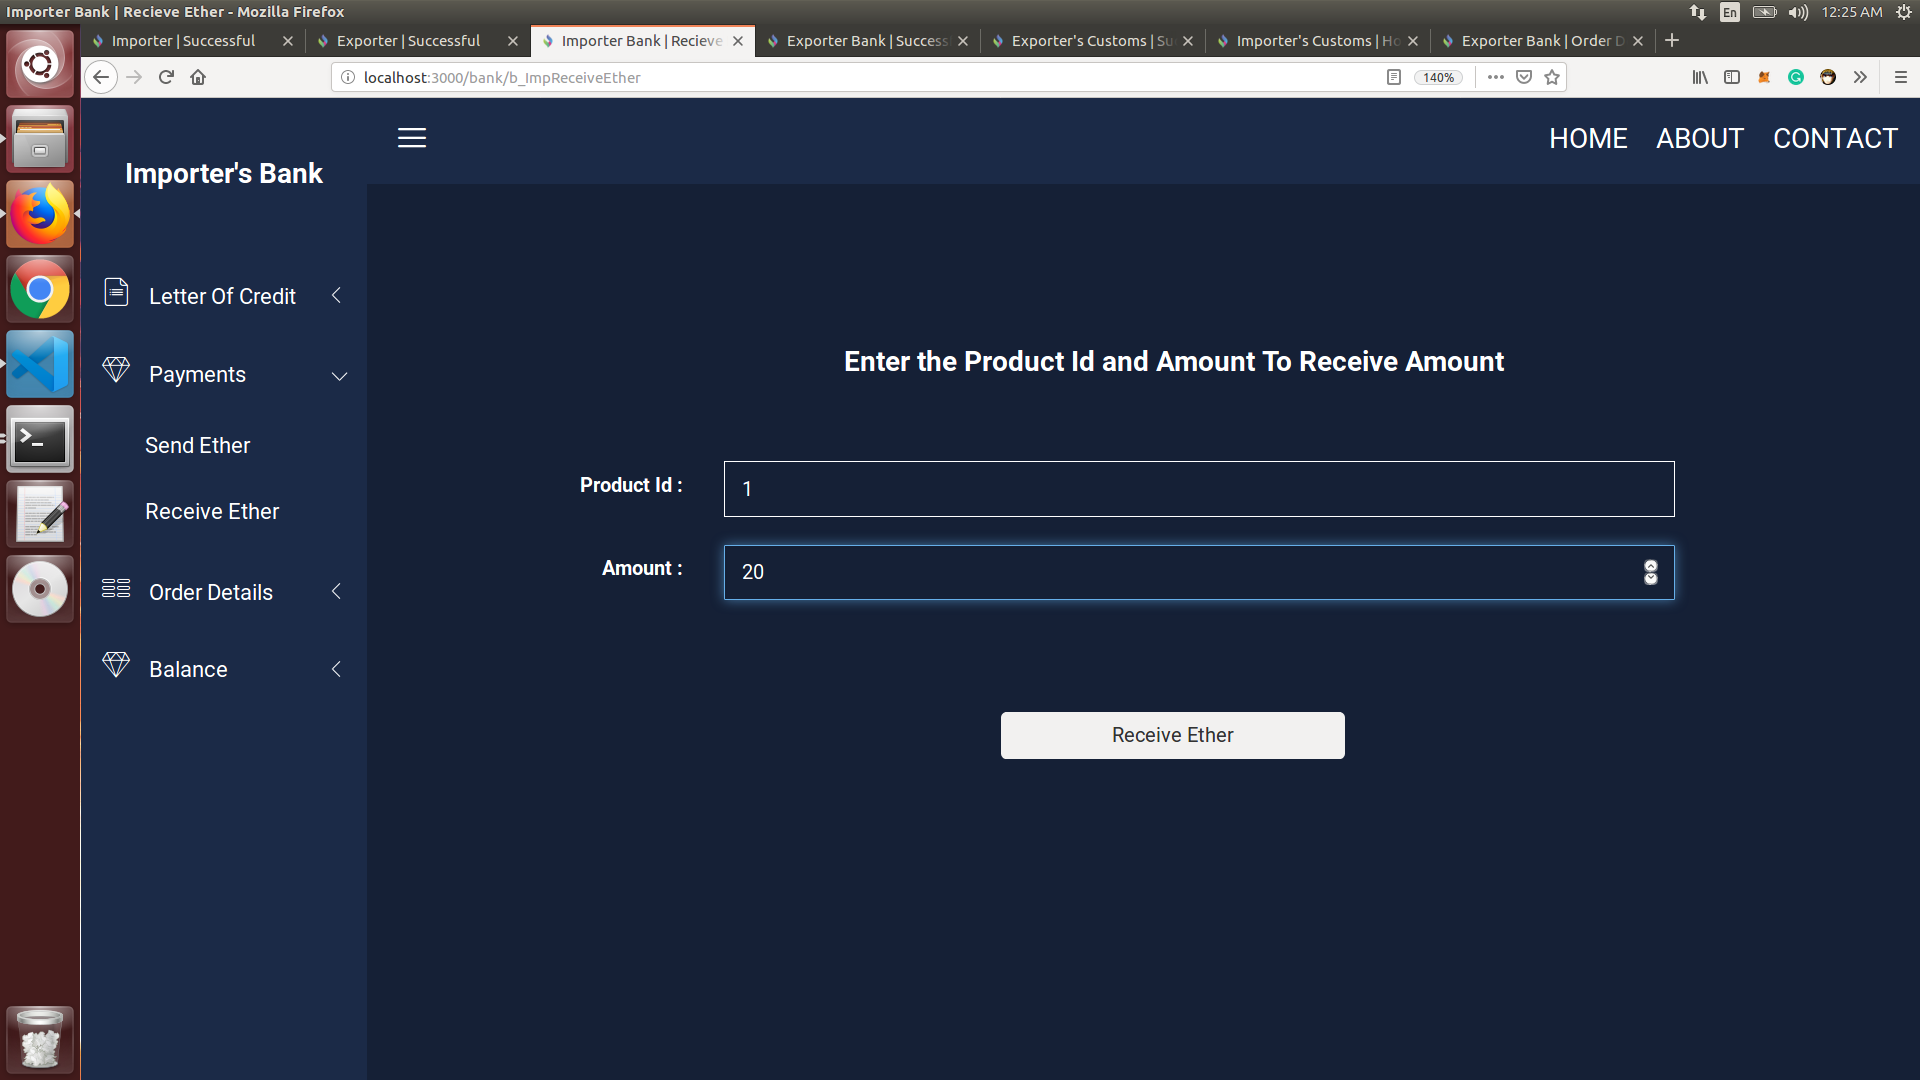 Importer Bank | Recieve Ether - Mozilla Firefox
En
12:25 AM
Importer | Successful
Exporter | Successful
Importer Bank | Recieve
Exporter Bank | Success
Exporter's Customs | Su
Importer's Customs | Ho
Exporter Bank | Order D
localhost:3000/bank/b_ImpReceiveEther
140%
HOME ABOUT CONTACT
Importer's Bank
Letter Of Credit
Payments
Send Ether
Receive Ether
Order Details
Balance
Enter the Product Id and Amount To Receive Amount
Product Id : 1
Amount : 20
Receive Ether